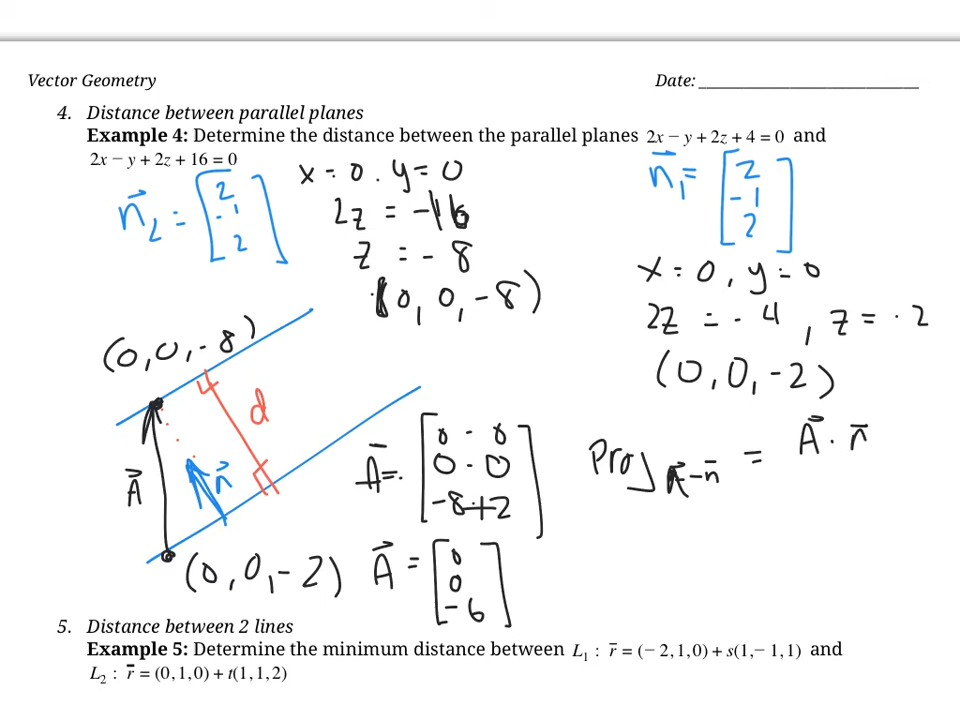 Vector Geometry Date: ____________________
4. Distance between parallel planes
Example 4: Determine the distance between the parallel planes 2x − y + 2z + 4 = 0 and
2x − y + 2z + 16 = 0
x = 0 . y = 0
n⃗₂ = [2 -1 2]
2z = -16
z = - 8
(0, 0, -8)
n⃗₁ = [2 -1 2]
x = 0, y = 0
2z = - 4, z = -2
(0, 0, -2)
(0, 0, -8)
d
A⃗
n⃗
(0, 0, -2)
A⃗ = [0 - 0
0 - 0
-8+2]
A⃗ = [0
0
-6]
Proj A⃗→n̄ = A⃗ · n̄
5. Distance between 2 lines
Example 5: Determine the minimum distance between L₁ : r̄ = (− 2, 1, 0) + s(1, − 1, 1) and
L₂ : r̄ = (0, 1, 0) + t(1, 1, 2)